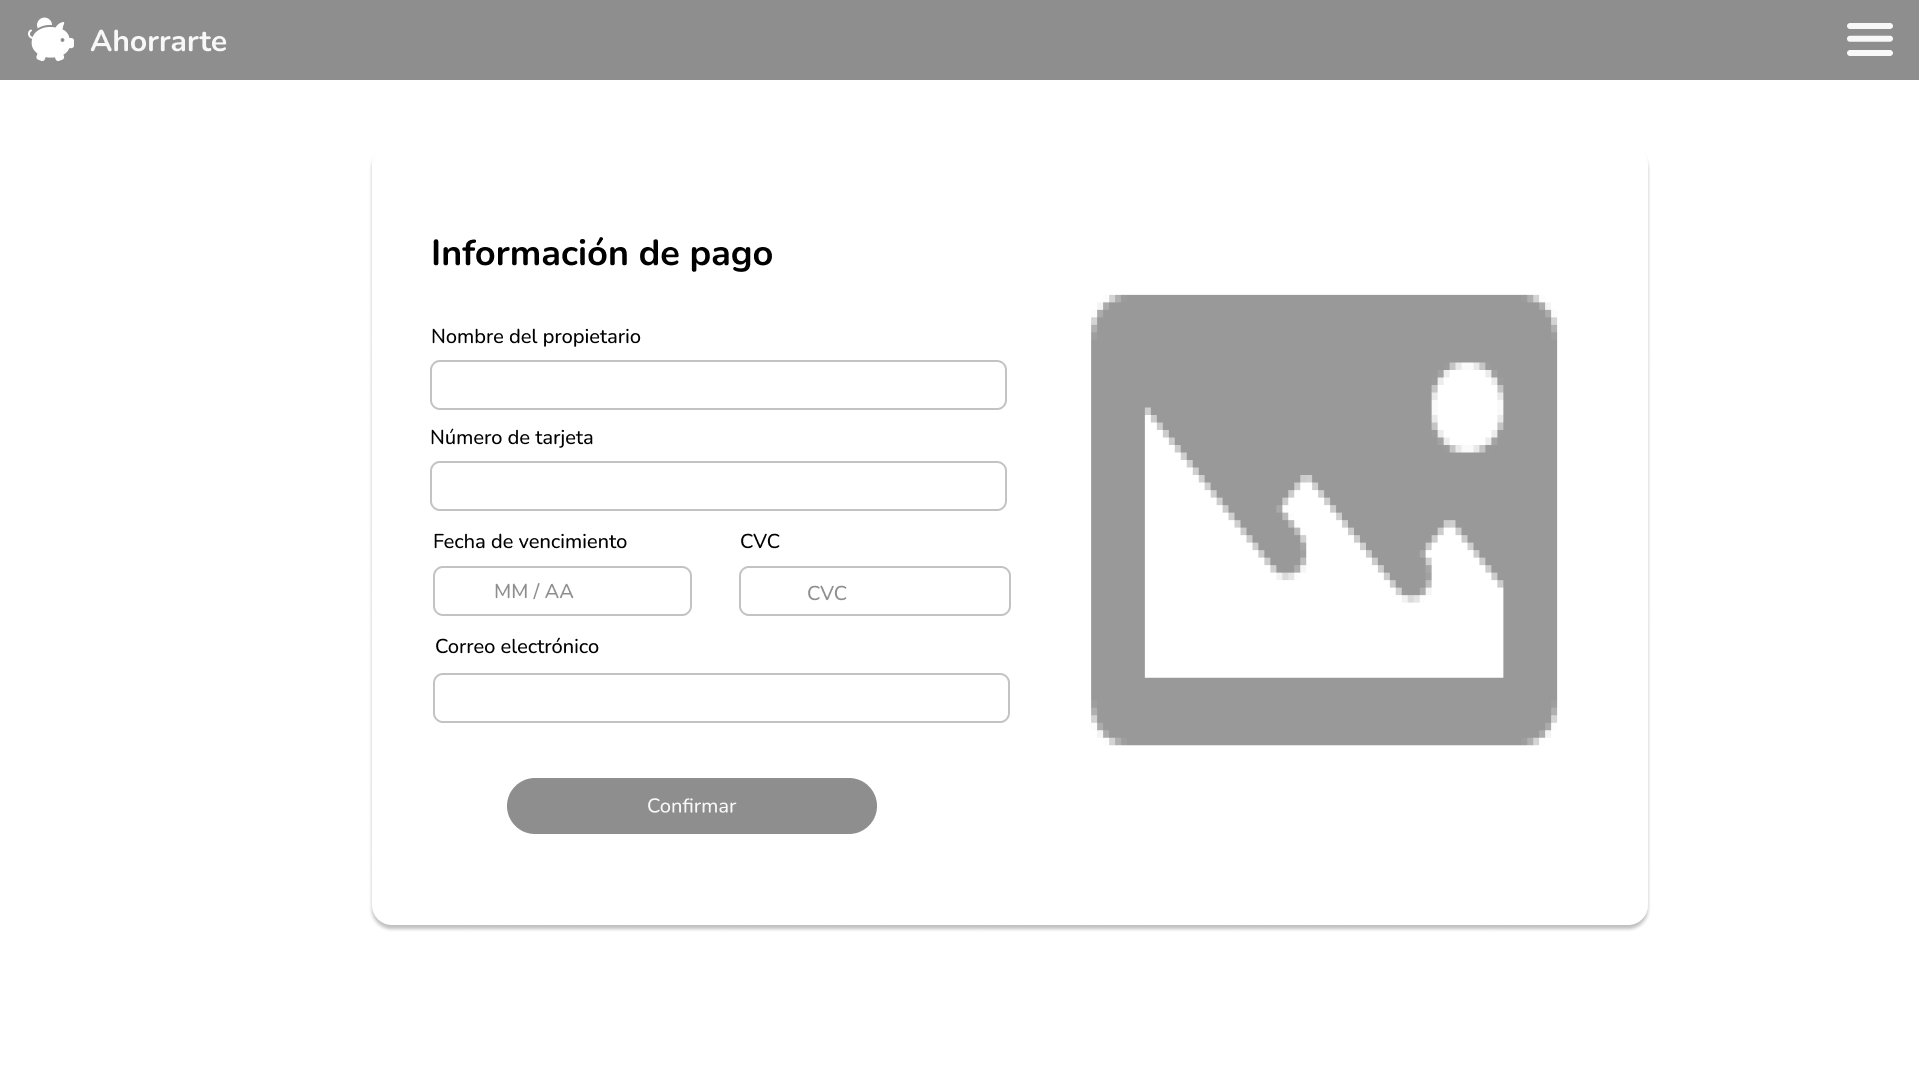 Ahorrarte
Información de pago
Nombre del propietario
Número de tarjeta
Fecha de vencimiento
CVC
MM / AA
CVC
Correo electrónico
Confirmar